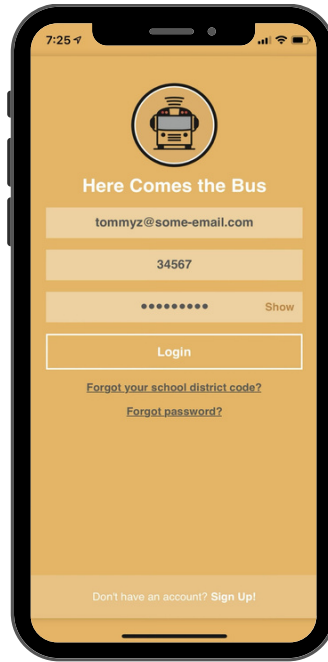 7:25
Here Comes the Bus
tommyz@some-email.com
34567
●●●●●●●●● Show
Login
Forgot your school district code?
Forgot password?
Don't have an account? Sign Up!